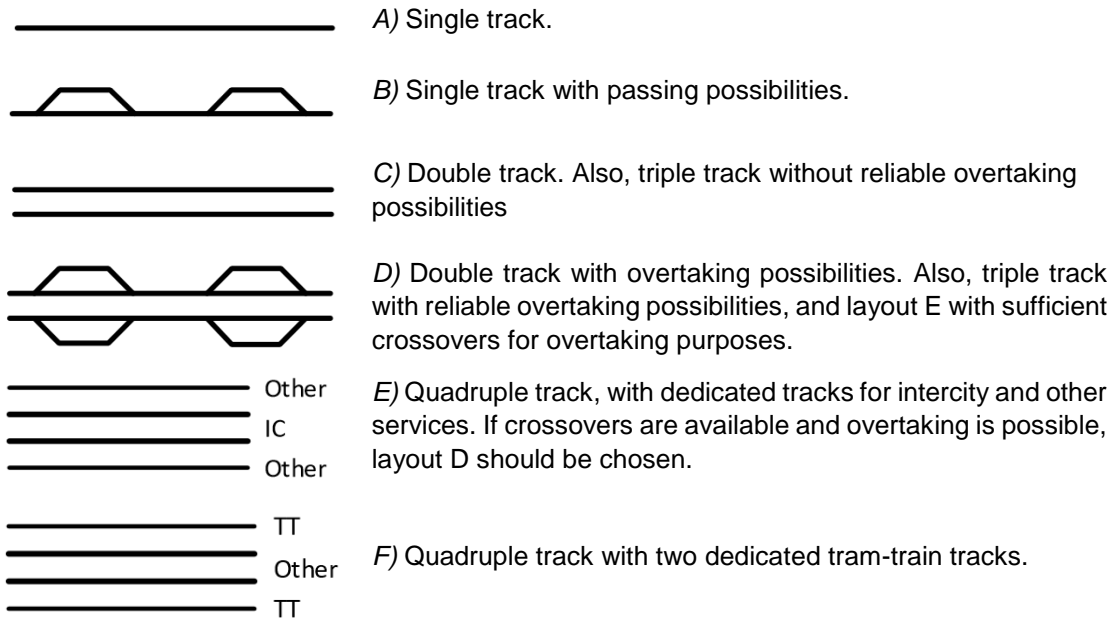 A) Single track.
B) Single track with passing possibilities.
C) Double track. Also, triple track without reliable overtaking
possibilities
D) Double track with overtaking possibilities. Also, triple track
with reliable overtaking possibilities, and layout E with sufficient
crossovers for overtaking purposes.
Other
IC
Other
E) Quadruple track, with dedicated tracks for intercity and other
services. If crossovers are available and overtaking is possible,
layout D should be chosen.
TT
Other
TT
F) Quadruple track with two dedicated tram-train tracks.